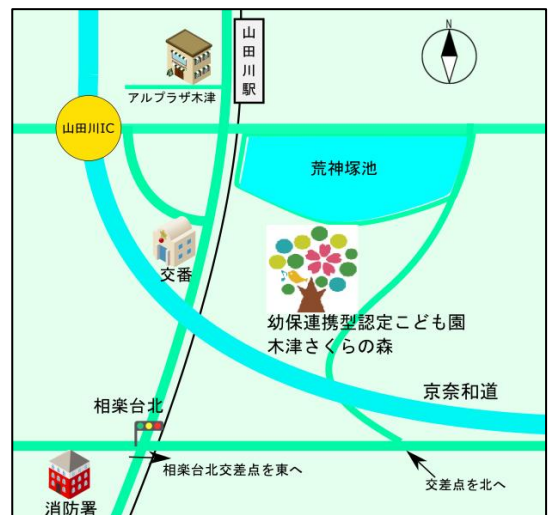 N
山田川駅
アルプラザ木津
山田川IC
荒神塚池
交番
幼保連携型認定こども園
木津さくらの森
京奈和道
相楽台北
相楽台北交差点を東へ
交差点を北へ
消防署